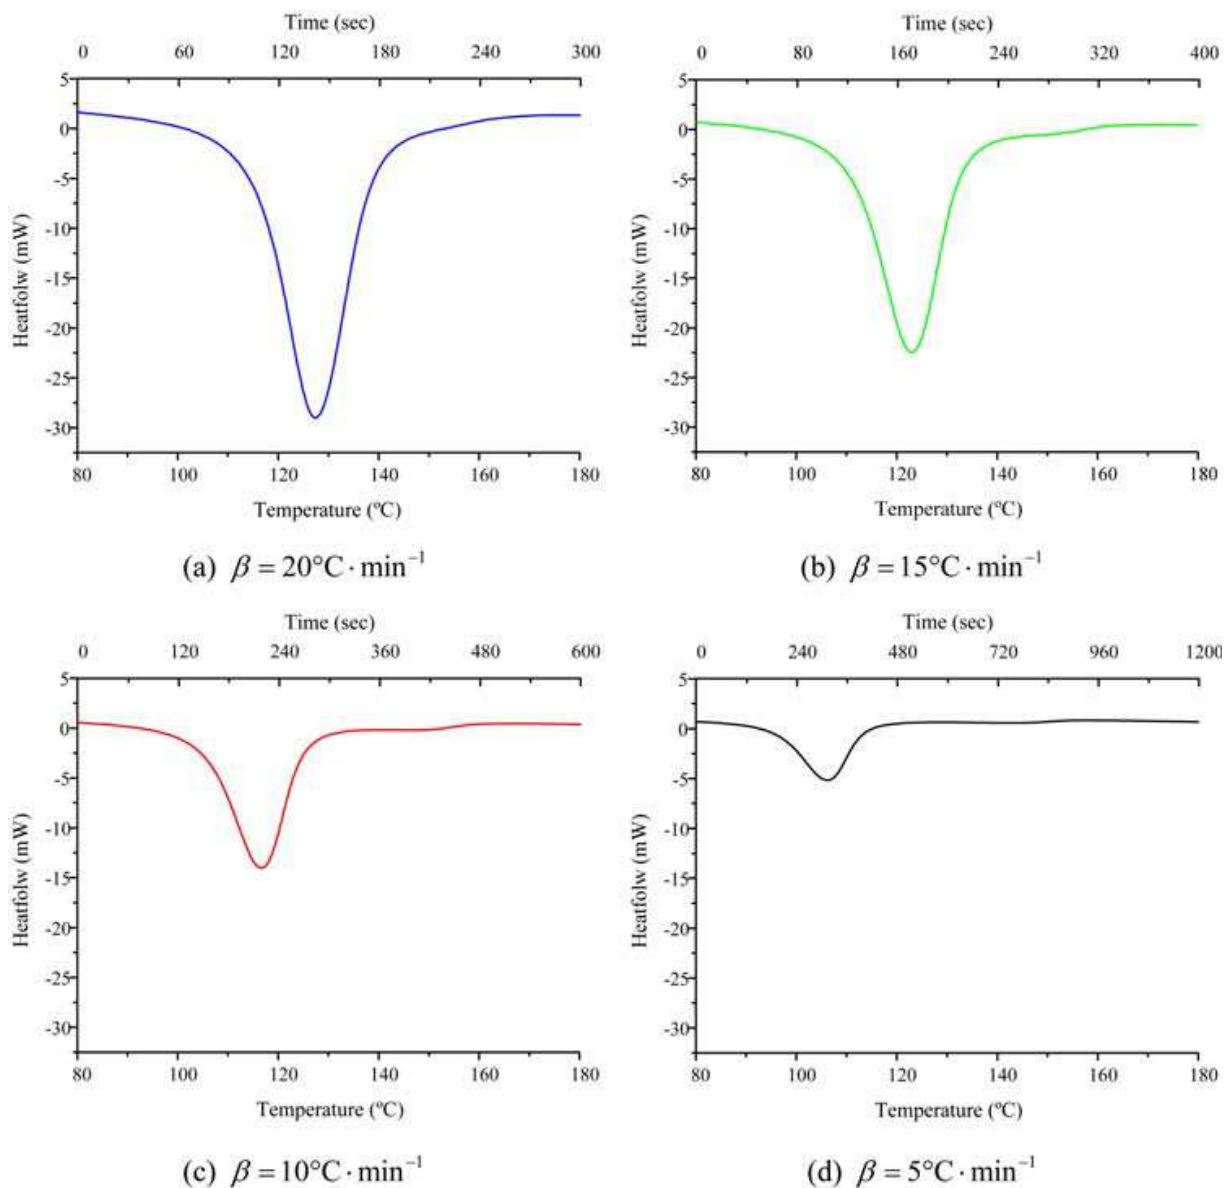 Time (sec)
0 60 120 180 240 300
5
0
-5
-10
-15
-20
-25
-30
Heatfolw (mW)
80 100 120 140 160 180
Temperature (ºC)
(a) β = 20°C · min⁻¹
Time (sec)
0 80 160 240 320 400
5
0
-5
-10
-15
-20
-25
-30
Heatfolw (mW)
80 100 120 140 160 180
Temperature (ºC)
(b) β = 15°C · min⁻¹
Time (sec)
0 120 240 360 480 600
5
0
-5
-10
-15
-20
-25
-30
Heatfolw (mW)
80 100 120 140 160 180
Temperature (ºC)
(c) β = 10°C · min⁻¹
Time (sec)
0 240 480 720 960 1200
5
0
-5
-10
-15
-20
-25
-30
Heatfolw (mW)
80 100 120 140 160 180
Temperature (ºC)
(d) β = 5°C · min⁻¹